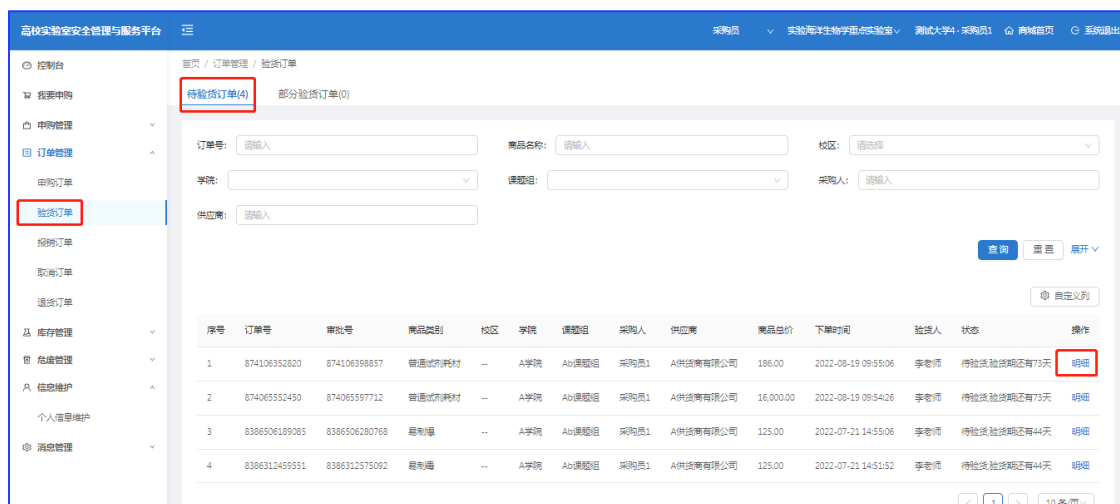 高校实验室安全管理与服务平台
采购员 实验海洋生物学重点实验室 测试大学4 · 采购员1 商城首页 系统退出
控制台
我要申购
申购管理
订单管理
申购订单
验货订单
报销订单
取消订单
退货订单
库存管理
危废管理
信息维护
个人信息维护
消息管理
首页 / 订单管理 / 验货订单
待验货订单(4) 部分验货订单(0)
订单号: 请输入 商品名称: 请输入 校区: 请选择
学院: 课题组: 采购人: 请输入
供应商: 请输入
查询 重置 展开
自定义列
序号 订单号 审批号 商品类别 校区 学院 课题组 采购人 供应商 商品总价 下单时间 验货人 状态 操作
1 874106352820 874106398857 普通试剂耗材 -- A学院 Ab课题组 采购员1 A供货商有限公司 186.00 2022-08-19 09:55:06 李老师 待验货,验货期还有73天 明细
2 874065552450 874065597712 普通试剂耗材 -- A学院 Ab课题组 采购员1 A供货商有限公司 16,000.00 2022-08-19 09:54:26 李老师 待验货,验货期还有73天 明细
3 8386506189085 8386506280768 易制爆 -- A学院 Ab课题组 采购员1 A供货商有限公司 125.00 2022-07-21 14:55:06 李老师 待验货,验货期还有44天 明细
4 8386312459551 8386312575092 易制毒 -- A学院 Ab课题组 采购员1 A供货商有限公司 125.00 2022-07-21 14:51:52 李老师 待验货,验货期还有44天 明细
1 10 条/页